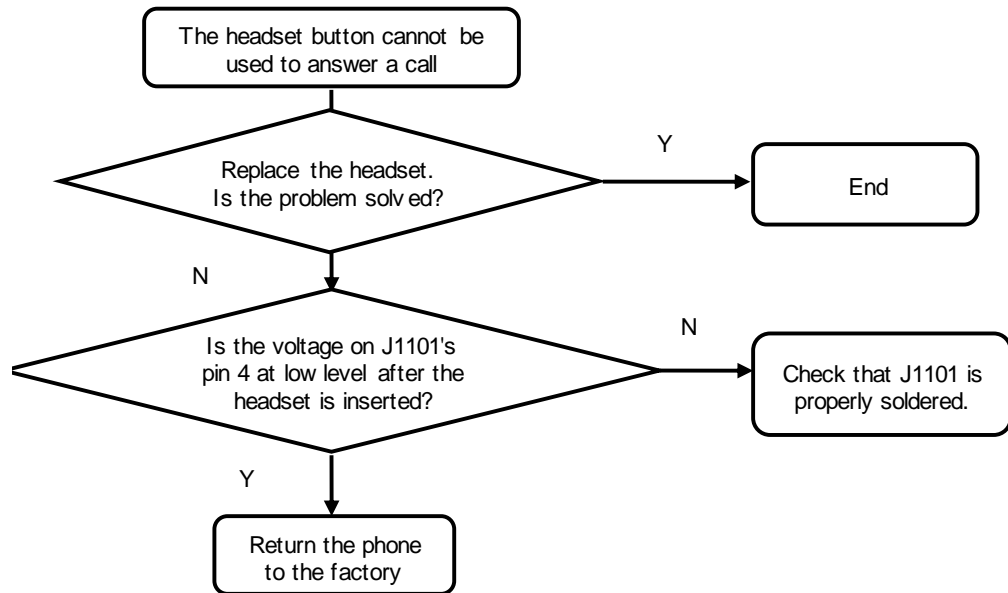 The headset button cannot be
used to answer a call
Replace the headset.
Is the problem solved?
Y
End
N
Is the voltage on J1101's
pin 4 at low level after the
headset is inserted?
N
Check that J1101 is
properly soldered.
Y
Return the phone
to the factory